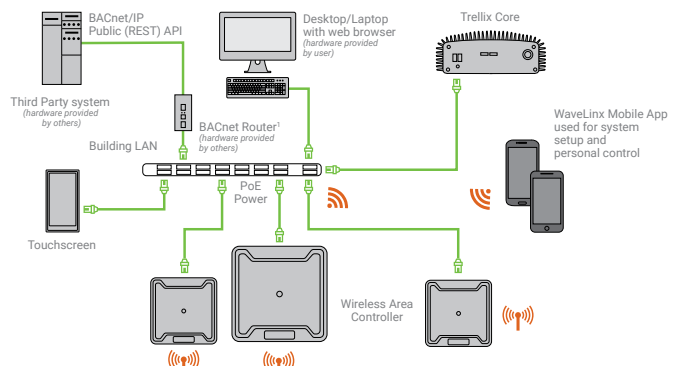 BACnet/IP
Public (REST) API
Desktop/Laptop
with web browser
(hardware provided
by user)
Trellix Core
Third Party system
(hardware provided
by others)
BACnet Router¹
(hardware provided
by others)
Building LAN
WaveLinx Mobile App
used for system
setup and
personal control
PoE
Power
Touchscreen
Wireless Area
Controller